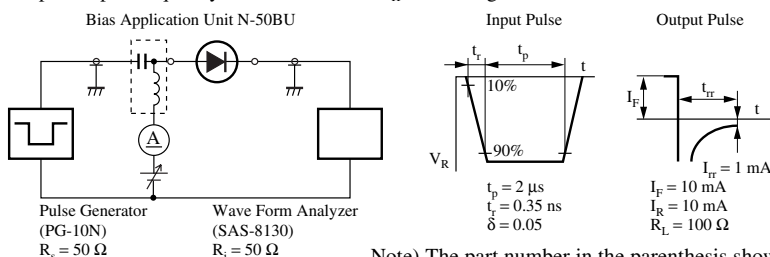 Bias Application Unit N-50BU
A
Pulse Generator
(PG-10N)
R_s = 50 Ω
Wave Form Analyzer
(SAS-8130)
R_i = 50 Ω
Input Pulse
t_r
t_p
t
10%
90%
V_R
t_p = 2 µs
t_r = 0.35 ns
δ = 0.05
Output Pulse
I_F
t_rr
t
I_rr = 1 mA
I_F = 10 mA
I_R = 10 mA
R_L = 100 Ω
Note) The part number in the parenthesis show